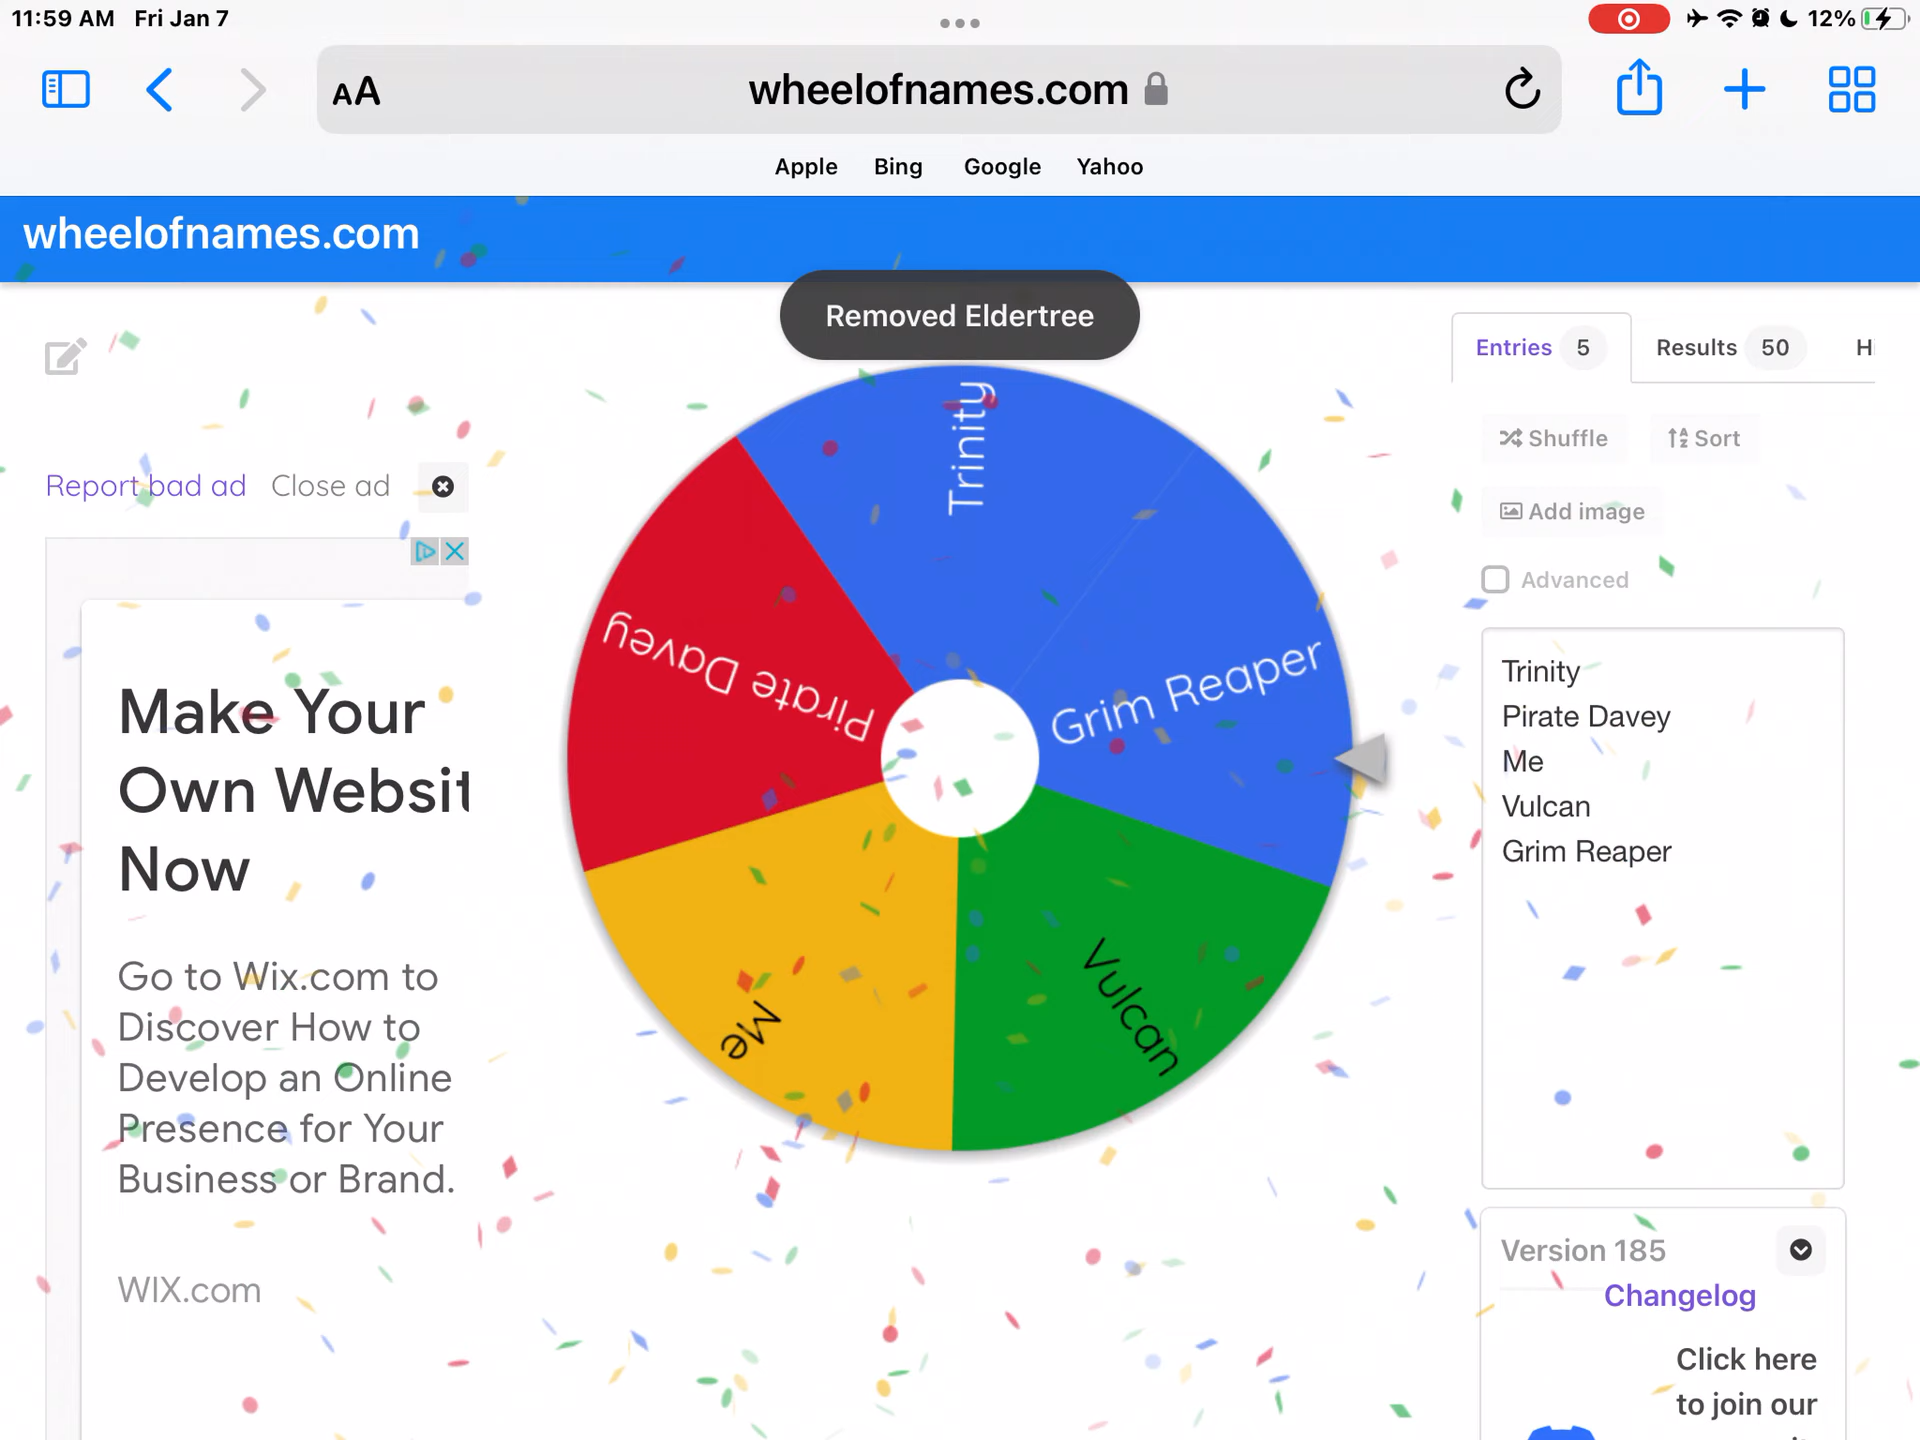 11:59 AM Fri Jan 7
12%
AA
wheelofnames.com
Apple Bing Google Yahoo
wheelofnames.com
Removed Eldertree
Entries 5 Results 50
Shuffle Sort
Add image
Advanced
Report bad ad Close ad
Make Your
Own Websit
Now
Go to Wix.com to
Discover How to
Develop an Online
Presence for Your
Business or Brand.
WIX.com
Trinity
Grim Reaper
Pirate Davey
Me
Vulcan
Trinity
Pirate Davey
Me
Vulcan
Grim Reaper
Version 185
Changelog
Click here
to join our